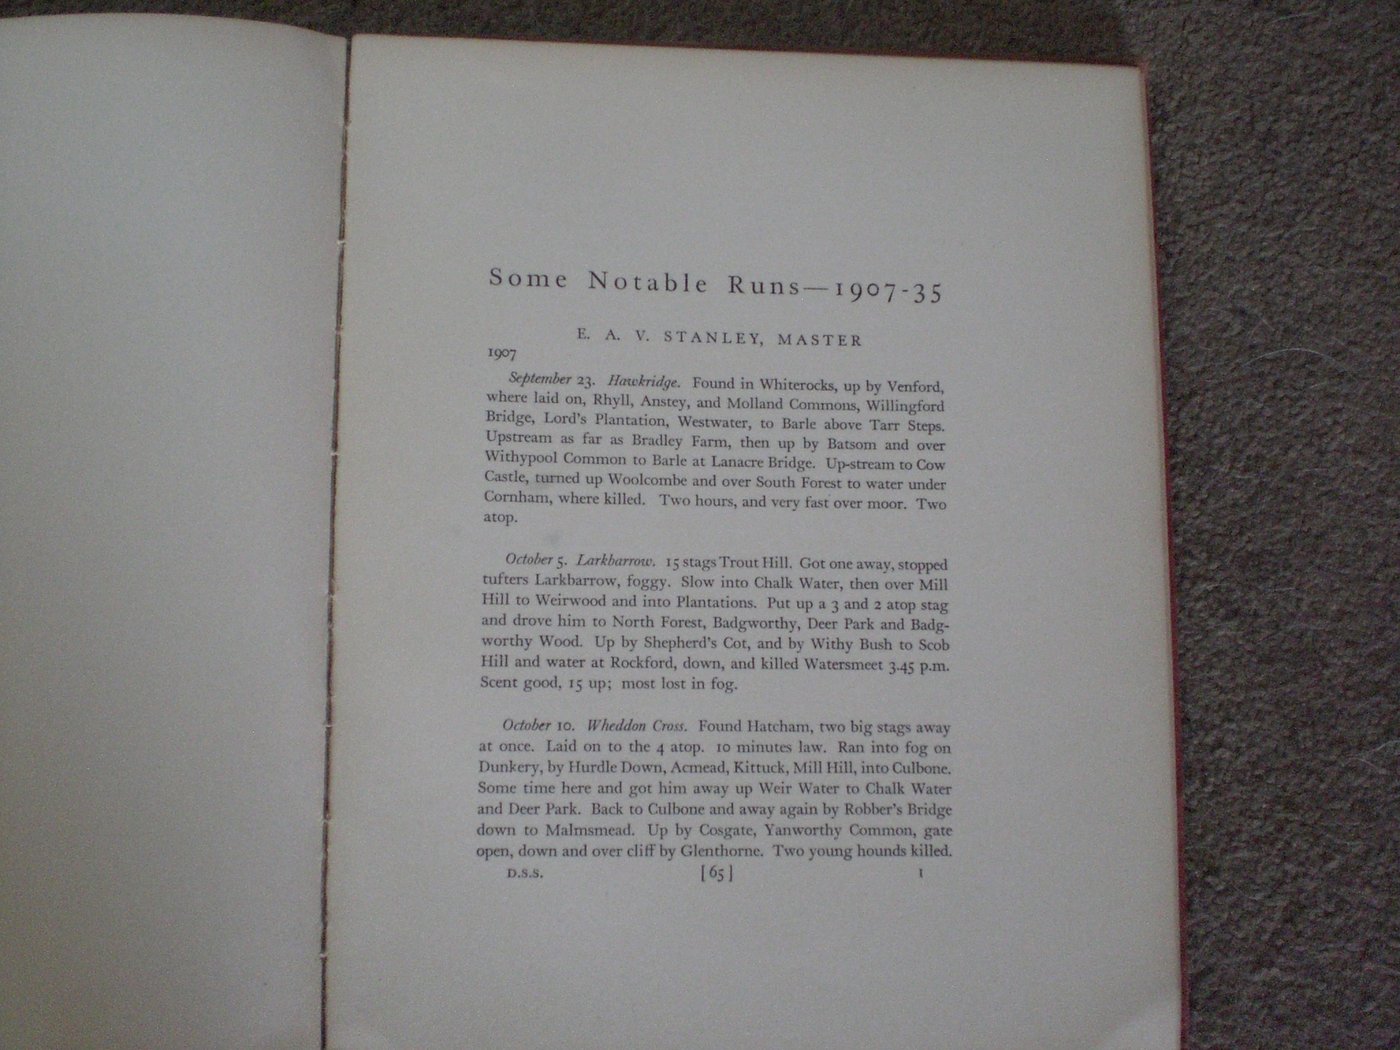 Some Notable Runs—1907-35
E. A. V. STANLEY, MASTER
1907
September 23. Hawkridge. Found in Whiterocks, up by Venford,
where laid on, Rhyll, Anstey, and Molland Commons, Willingford
Bridge, Lord's Plantation, Westwater, to Barle above Tarr Steps.
Upstream as far as Bradley Farm, then up by Batsom and over
Withypool Common to Barle at Lanacre Bridge. Up-stream to Cow
Castle, turned up Woolcombe and over South Forest to water under
Cornham, where killed. Two hours, and very fast over moor. Two
atop.
October 5. Larkbarrow. 15 stags Trout Hill. Got one away, stopped
tufters Larkbarrow, foggy. Slow into Chalk Water, then over Mill
Hill to Weirwood and into Plantations. Put up a 3 and 2 atop stag
and drove him to North Forest, Badgworthy, Deer Park and Badg-
worthy Wood. Up by Shepherd's Cot, and by Withy Bush to Scob
Hill and water at Rockford, down, and killed Watersmeet 3.45 p.m.
Scent good, 15 up; most lost in fog.
October 10. Wheddon Cross. Found Hatcham, two big stags away
at once. Laid on to the 4 atop. 10 minutes law. Ran into fog on
Dunkery, by Hurdle Down, Acmead, Kittuck, Mill Hill, into Culbone.
Some time here and got him away up Weir Water to Chalk Water
and Deer Park. Back to Culbone and away again by Robber's Bridge
down to Malmsmead. Up by Cosgate, Yanworthy Common, gate
open, down and over cliff by Glenthorne. Two young hounds killed.
D.S.S. [65] I